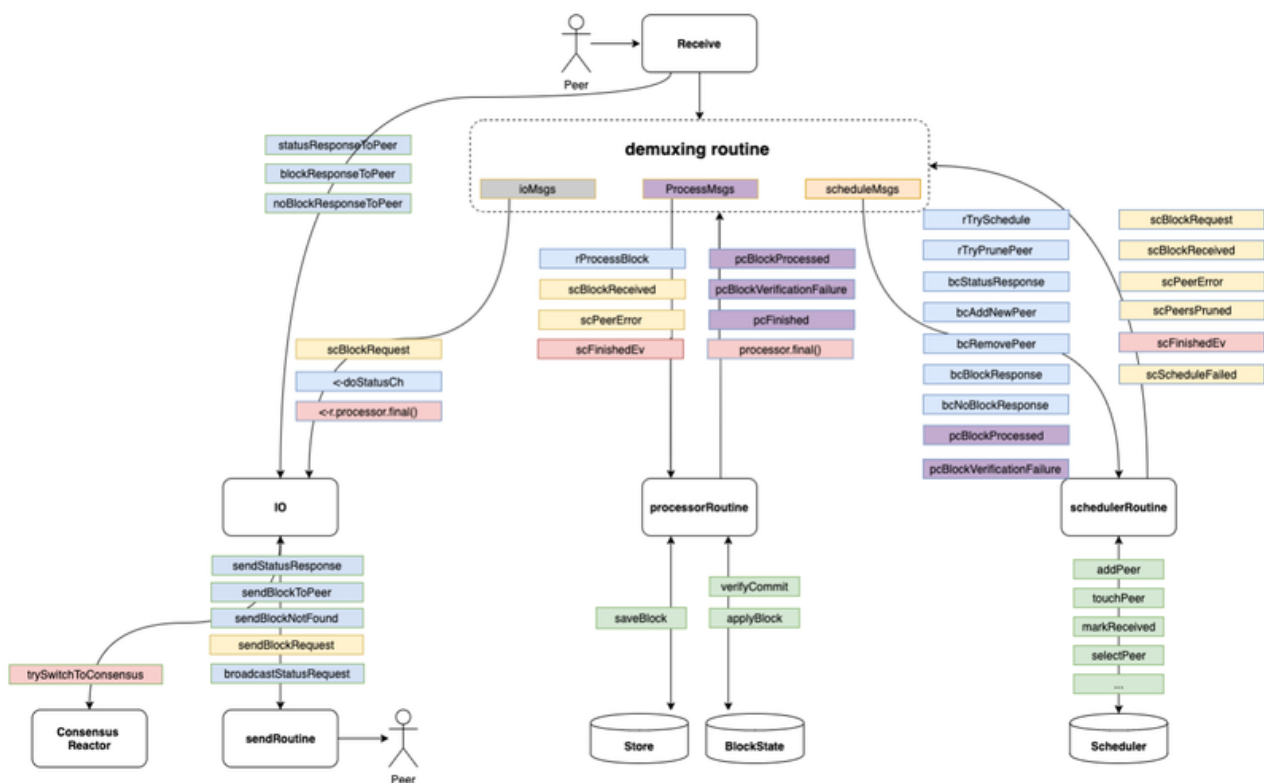 Receive
Peer
demuxing routine
ioMsgs
ProcessMsgs
scheduleMsgs
statusResponseToPeer
blockResponseToPeer
noBlockResponseToPeer
scBlockRequest
<-doStatusCh
<-r.processor.final()
rProcessBlock
scBlockReceived
scPeerError
scFinishedEv
pcBlockProcessed
pcBlockVerificationFailure
pcFinished
processor.final()
rTrySchedule
rTryPrunePeer
bcStatusResponse
bcAddNewPeer
bcRemovePeer
bcBlockResponse
bcNoBlockResponse
pcBlockProcessed
pcBlockVerificationFailure
scBlockRequest
scBlockReceived
scPeerError
scPeersPruned
scFinishedEv
scScheduleFailed
IO
processorRoutine
schedulerRoutine
sendStatusResponse
sendBlockToPeer
sendBlockNotFound
sendBlockRequest
broadcastStatusRequest
trySwitchToConsensus
saveBlock
verifyCommit
applyBlock
addPeer
touchPeer
markReceived
selectPeer
...
Consensus
Reactor
sendRoutine
Peer
Store
BlockState
Scheduler